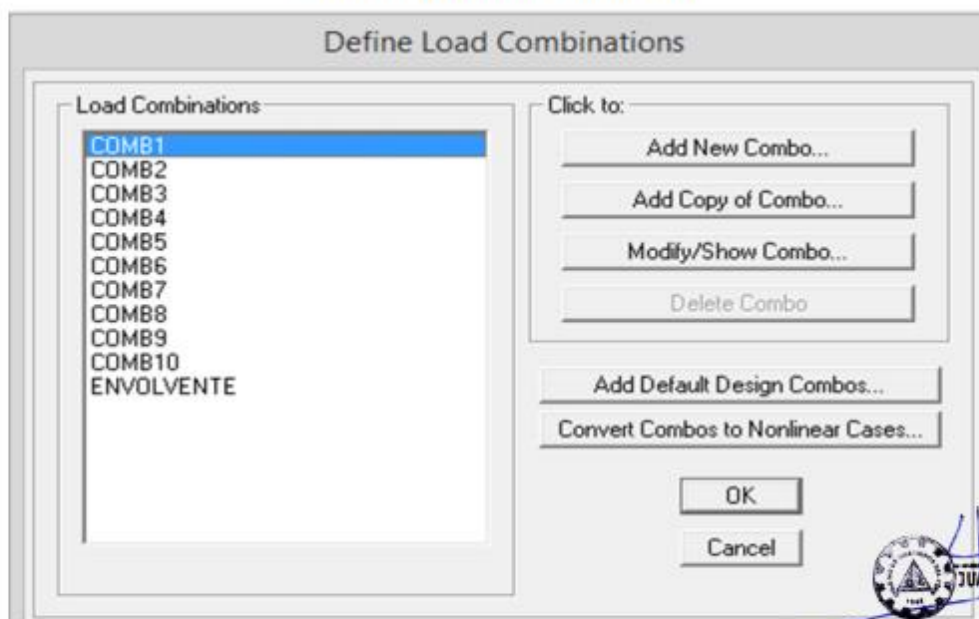 Define Load Combinations
Load Combinations
COMB1
COMB2
COMB3
COMB4
COMB5
COMB6
COMB7
COMB8
COMB9
COMB10
ENVOLVENTE
Click to:
Add New Combo...
Add Copy of Combo...
Modify/Show Combo...
Delete Combo
Add Default Design Combos...
Convert Combos to Nonlinear Cases...
OK
Cancel